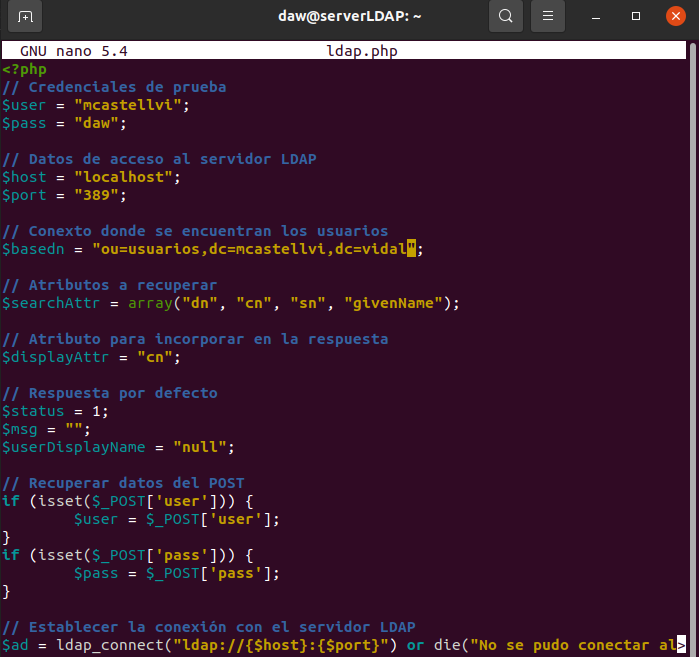 daw@serverLDAP: ~
GNU nano 5.4 ldap.php
<?php
// Credenciales de prueba
$user = "mcastellvi";
$pass = "daw";
// Datos de acceso al servidor LDAP
$host = "localhost";
$port = "389";
// Conexto donde se encuentran los usuarios
$basedn = "ou=usuarios,dc=mcastellvi,dc=vidal";
// Atributos a recuperar
$searchAttr = array("dn", "cn", "sn", "givenName");
// Atributo para incorporar en la respuesta
$displayAttr = "cn";
// Respuesta por defecto
$status = 1;
$msg = "";
$userDisplayName = "null";
// Recuperar datos del POST
if (isset($_POST['user'])) {
$user = $_POST['user'];
}
if (isset($_POST['pass'])) {
$pass = $_POST['pass'];
}
// Establecer la conexión con el servidor LDAP
$ad = ldap_connect("ldap://{$host}:{$port}") or die("No se pudo conectar al>